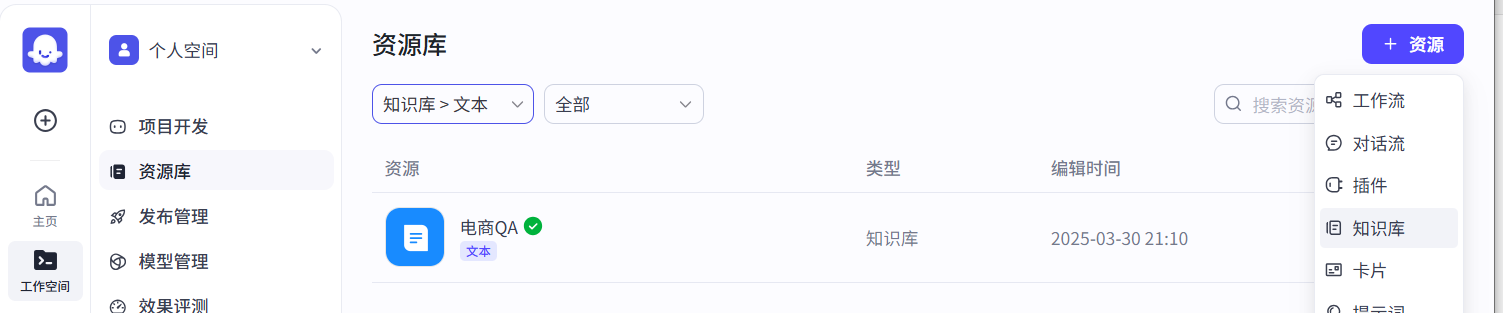 个人空间
项目开发
资源库
发布管理
模型管理
效果评测
主页
工作空间
资源库
+ 资源
知识库 > 文本
全部
搜索资源
资源
类型
编辑时间
电商QA
文本
知识库
2025-03-30 21:10
工作流
对话流
插件
知识库
卡片
提示词